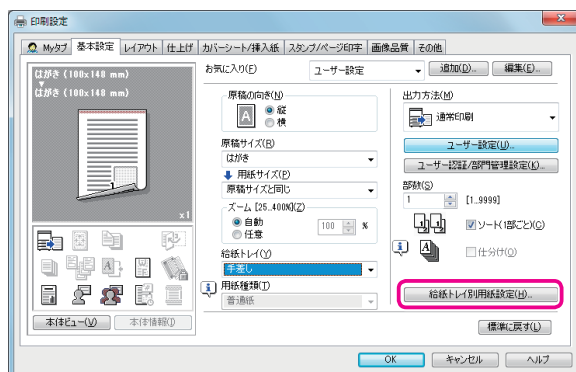 印刷設定
Myタブ 基本設定 レイアウト 仕上げ カバーシート/挿入紙 スタンプ/ページ印字 画像品質 その他
はがき (100x148 mm)
はがき (100x148 mm)
x1
本体ビュー(V) 本体情報(I)
お気に入り(F) ユーザー設定 追加(D)... 編集(E)...
原稿の向き(N)
A 縦
横
原稿サイズ(R)
はがき
用紙サイズ(P)
原稿サイズと同じ
ズーム [25..400%](Z)
自動
任意
100 %
給紙トレイ(Y)
手差し
用紙種類(T)
普通紙
出力方法(M)
通常印刷
ユーザー設定(U)...
ユーザー認証/部門管理設定(K)...
部数(S)
1 [1..9999]
ソート(1部ごと)(C)
仕分け(O)
給紙トレイ別用紙設定(H)...
標準に戻す(L)
OK キャンセル ヘルプ